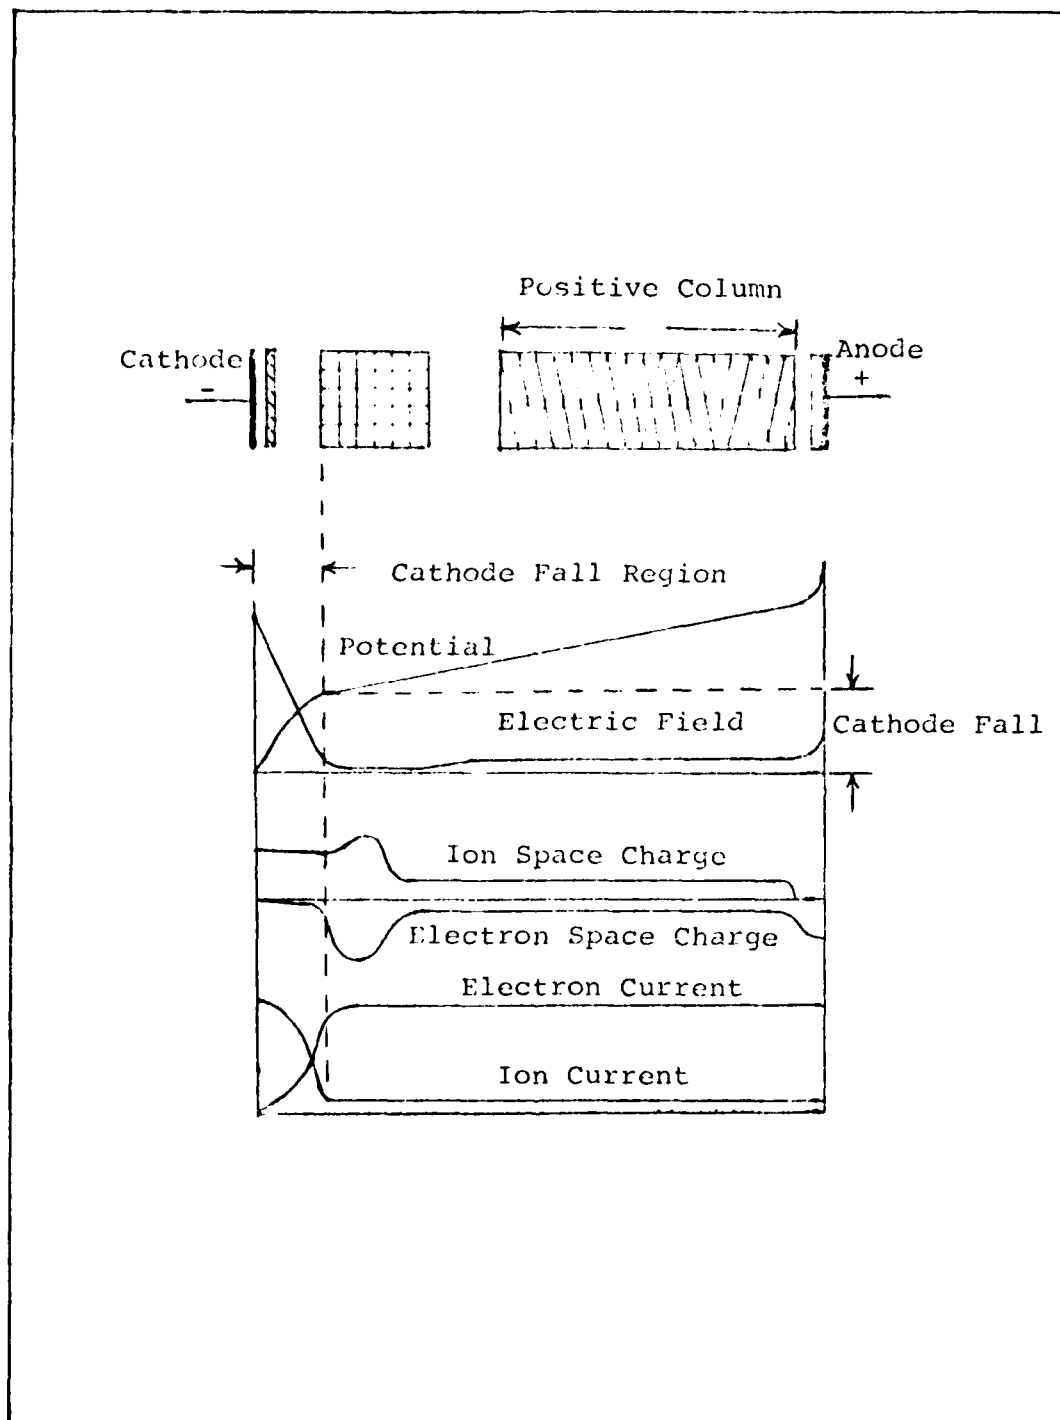 Positive Column
Cathode
-
Anode
+
Cathode Fall Region
Potential
Electric Field
Cathode Fall
Ion Space Charge
Electron Space Charge
Electron Current
Ion Current